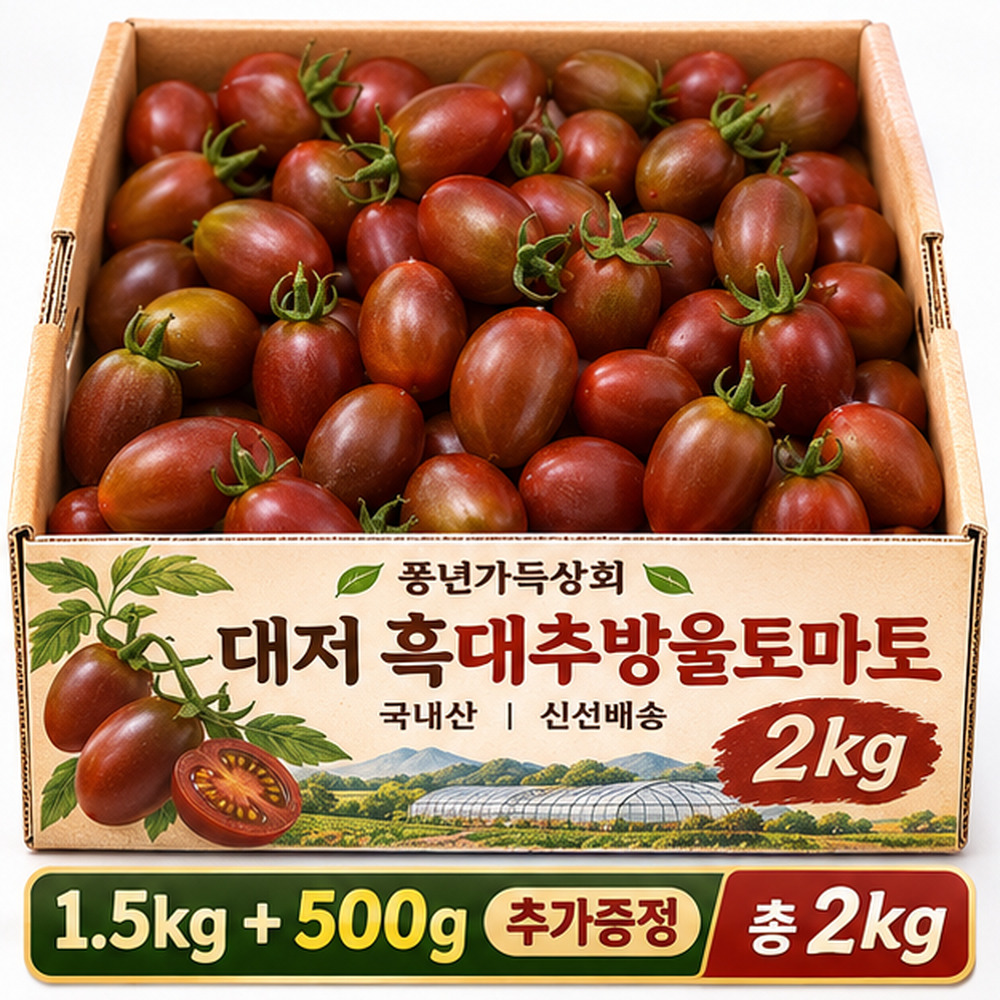 퐁년가득상회
대저 흑대추방울토마토
국내산 | 신선배송
2kg
1.5kg + 500g 추가증정 총 2kg